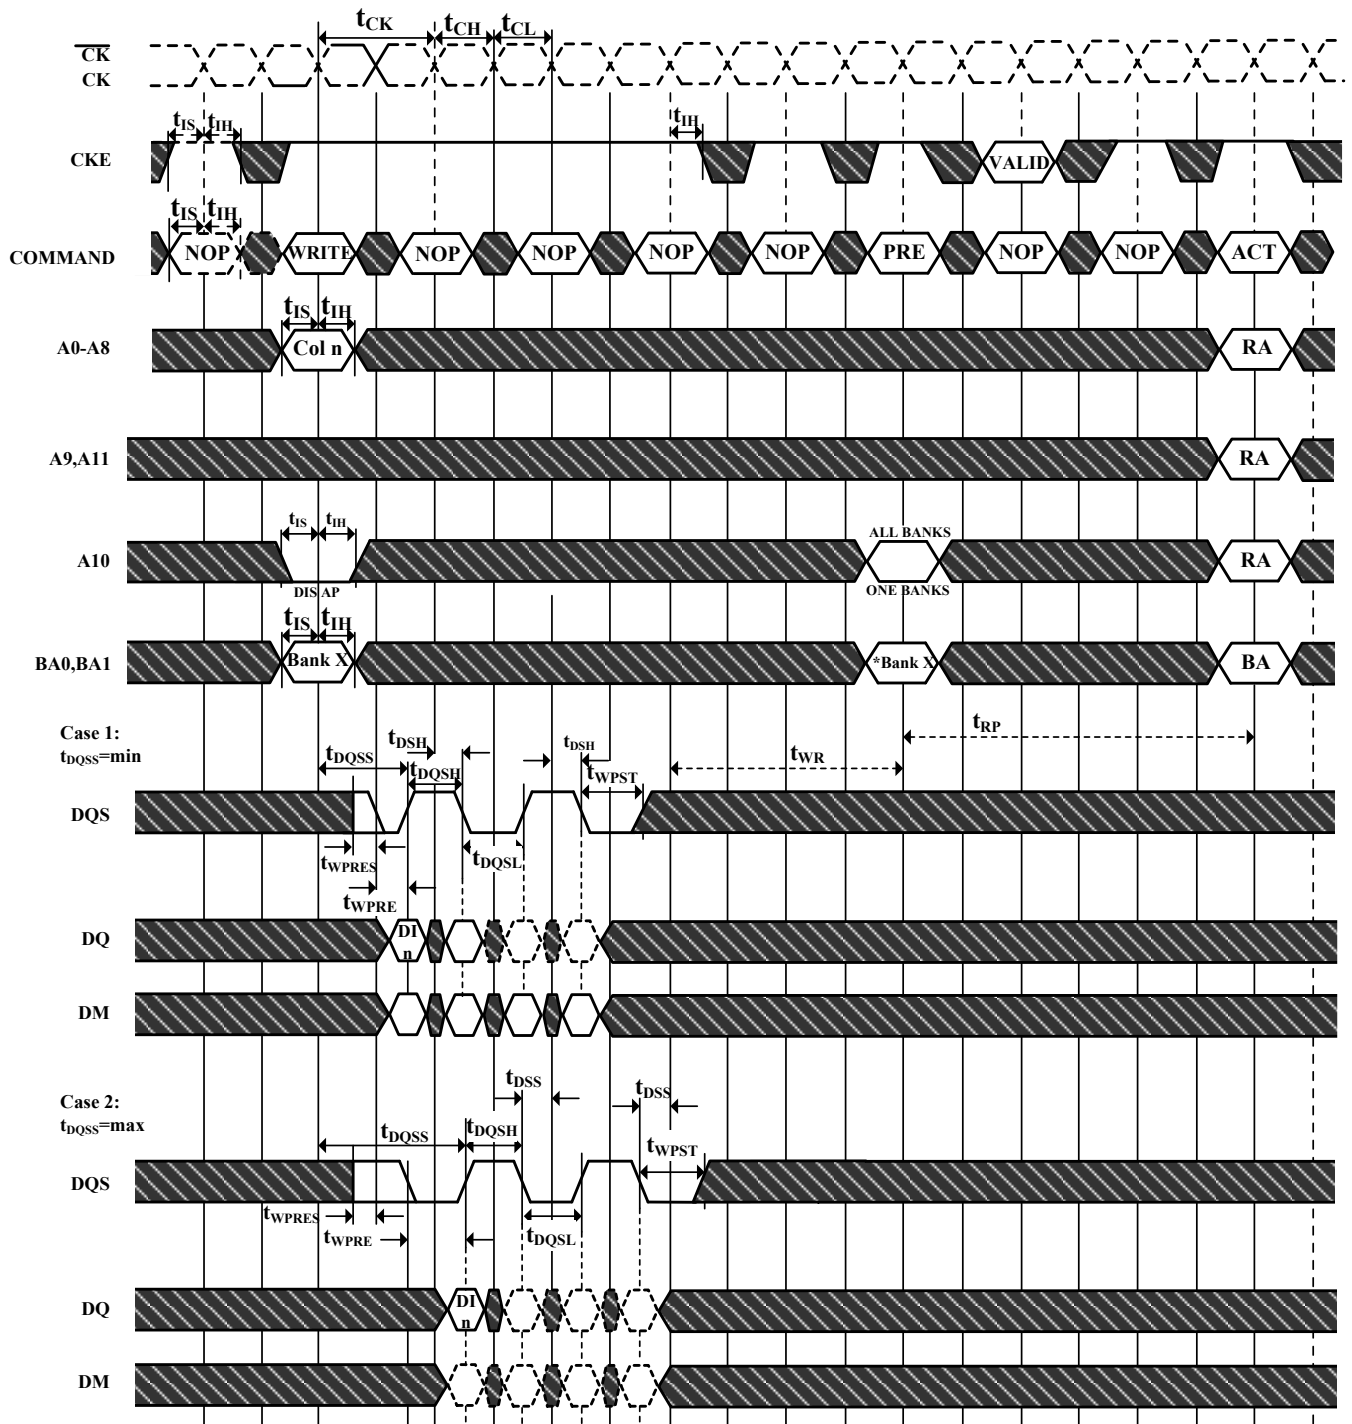 tCK tCH tCL
CK
CK
tIS tIH tIH
CKE VALID
tIS tIH
COMMAND NOP WRITE NOP NOP NOP NOP PRE NOP NOP ACT
tIS tIH
A0-A8 Col n RA
A9,A11 RA
tIS tIH ALL BANKS
A10 RA
DIS AP ONE BANKS
tIS tIH
BA0,BA1 Bank X *Bank X BA
Case 1:
tDQSS=min
tDSH tDSH tRP
tDQSS tWR
tDQSH tWPST
DQS
tWPRES tDQSL
tWPRE
DQ DI
n
DM
tDSS tDSS
Case 2:
tDQSS=max
tDQSS tDQSH tWPST
DQS
tWPRES tWPRE tDQSL
DQ DI
n
DM